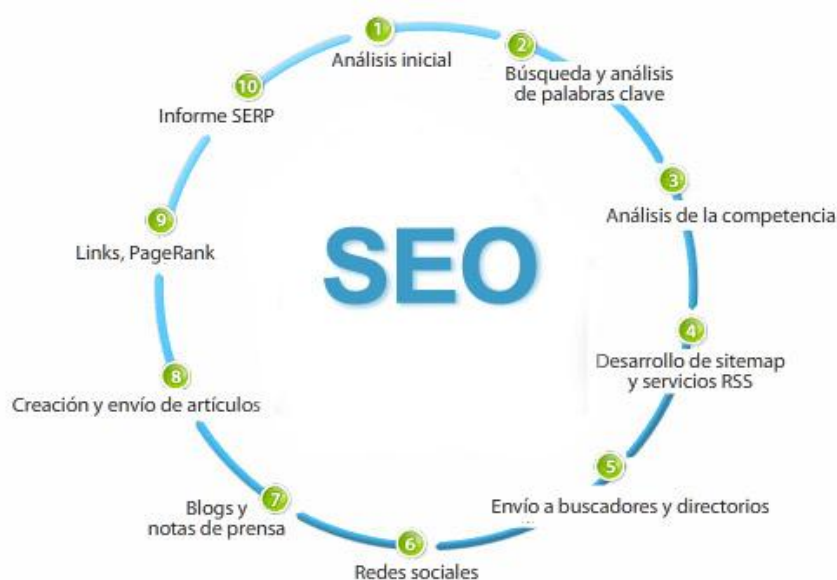 1
Análisis inicial
2
Búsqueda y análisis
de palabras clave
3
Análisis de la competencia
4
Desarrollo de sitemap
y servicios RSS
5
Envío a buscadores y directorios
6
Redes sociales
7
Blogs y
notas de prensa
8
Creación y envío de artículos
9
Links, PageRank
10
Informe SERP
SEO